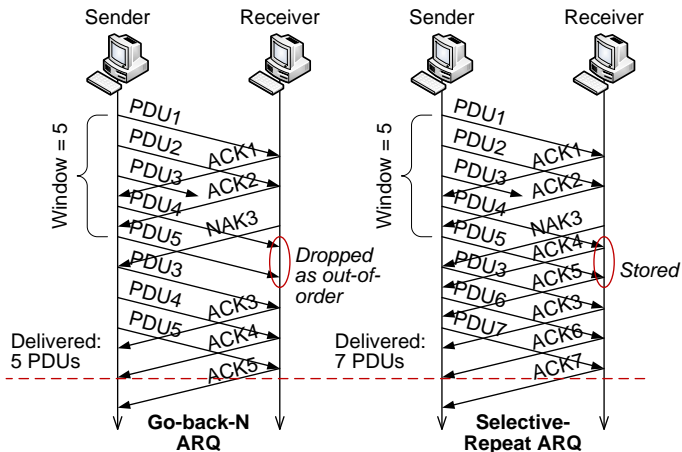 Sender
Receiver
PDU1
PDU2
PDU3
PDU4
PDU5
PDU3
PDU4
PDU5
ACK1
ACK2
NAK3
ACK3
ACK4
ACK5
Window = 5
Dropped
as out-of-
order
Delivered:
5 PDUs
Go-back-N
ARQ
Sender
Receiver
PDU1
PDU2
PDU3
PDU4
PDU5
PDU3
PDU6
PDU7
ACK1
ACK2
NAK3
ACK4
ACK5
ACK3
ACK6
ACK7
Window = 5
Stored
Delivered:
7 PDUs
Selective-
Repeat ARQ